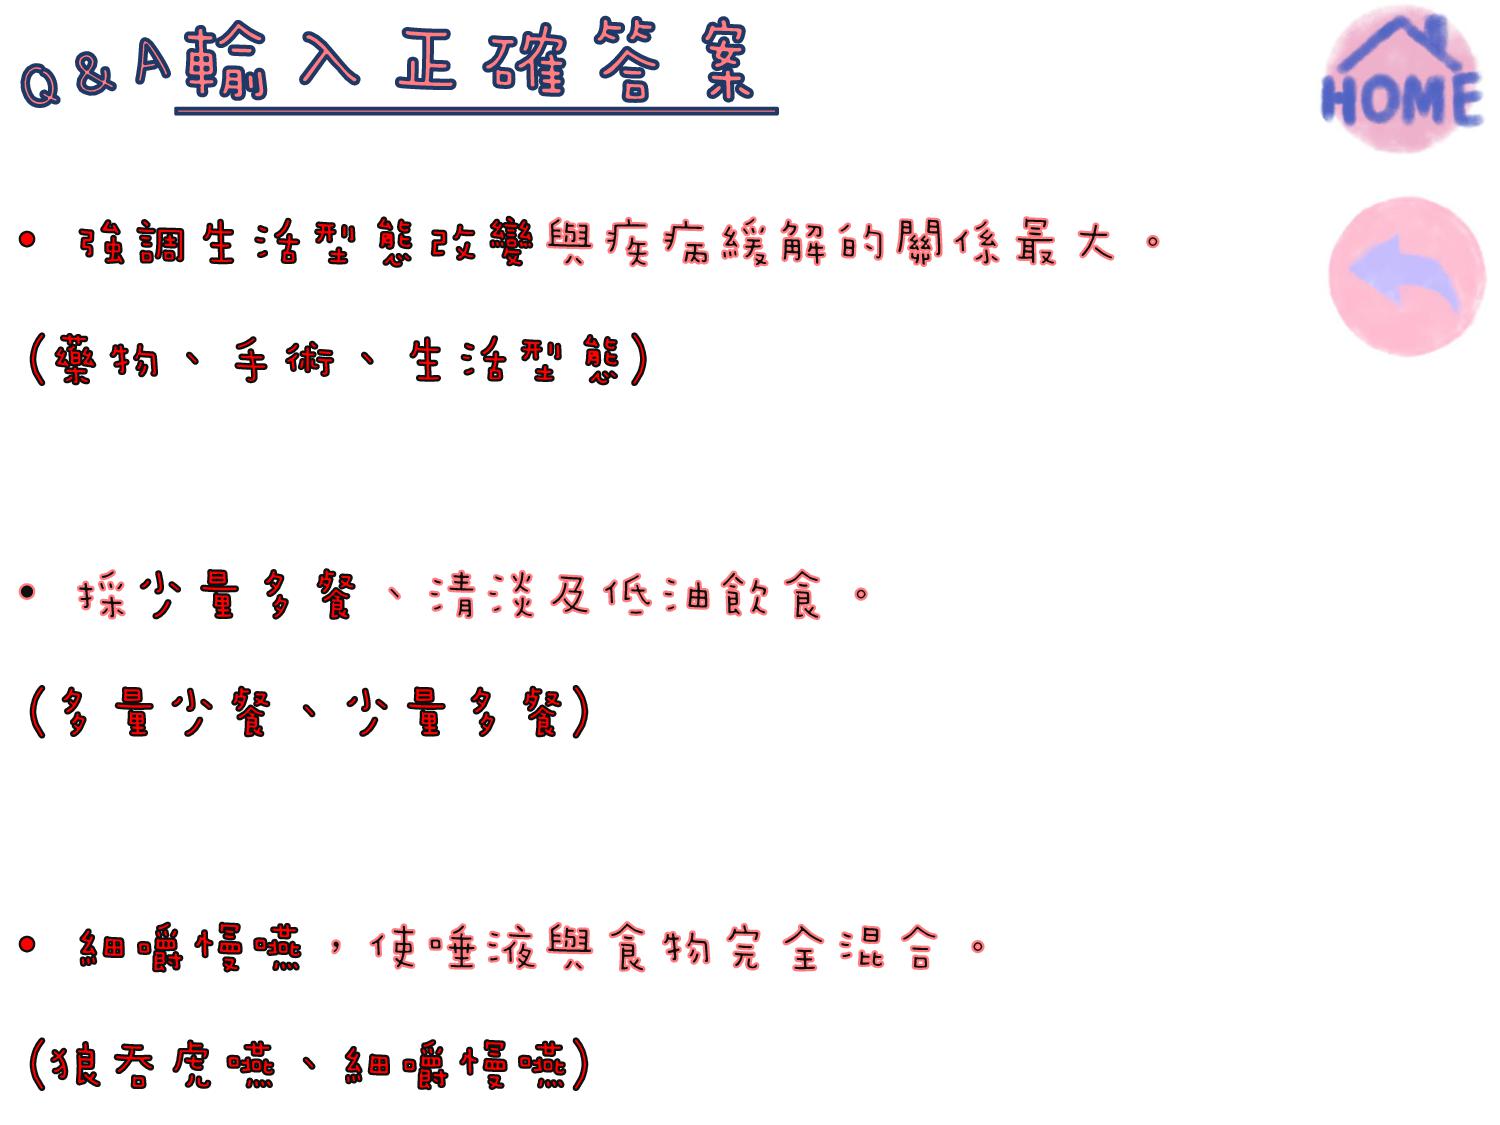 Q&A輸入正確答案
HOME
• 強調生活型態改變與疾病緩解的關係最大。
(藥物、手術、生活型態)
• 採少量多餐、清淡及低油飲食。
(多量少餐、少量多餐)
• 細嚼慢嚥，使唾液與食物完全混合。
(狼吞虎嚥、細嚼慢嚥)